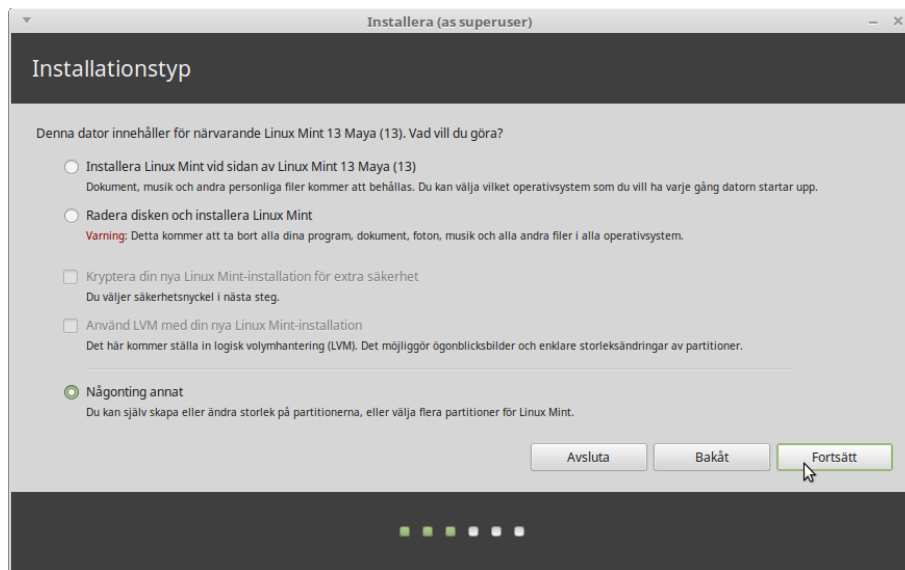 Installera (as superuser)
Installationstyp
Denna dator innehåller för närvarande Linux Mint 13 Maya (13). Vad vill du göra?
Installera Linux Mint vid sidan av Linux Mint 13 Maya (13)
Dokument, musik och andra personliga filer kommer att behållas. Du kan välja vilket operativsystem som du vill ha varje gång datorn startar upp.
Radera disken och installera Linux Mint
Varning: Detta kommer att ta bort alla dina program, dokument, foton, musik och alla andra filer i alla operativsystem.
Kryptera din nya Linux Mint-installation för extra säkerhet
Du väljer säkerhetsnyckel i nästa steg.
Använd LVM med din nya Linux Mint-installation
Det här kommer ställa in logisk volymhantering (LVM). Det möjliggör ögonblicksbilder och enklare storleksändringar av partitioner.
Någonting annat
Du kan själv skapa eller ändra storlek på partitionerna, eller välja flera partitioner för Linux Mint.
Avsluta
Bakåt
Fortsätt